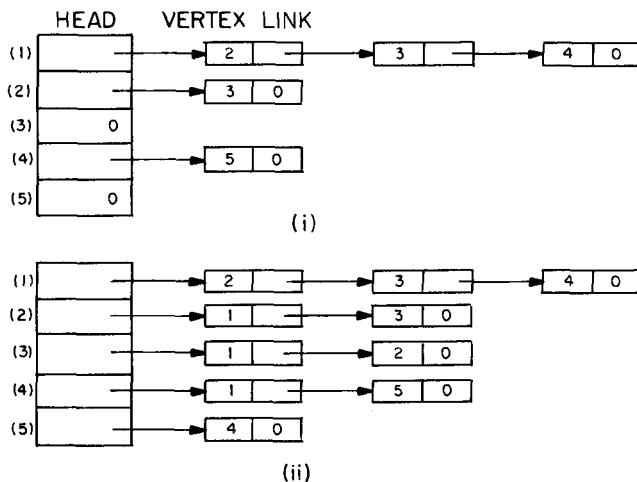 HEAD VERTEX LINK
(1) 2 3 4 0
(2) 3 0
(3) 0
(4) 5 0
(5) 0
(i)
(1) 2 3 4 0
(2) 1 3 0
(3) 1 2 0
(4) 1 5 0
(5) 4 0
(ii)